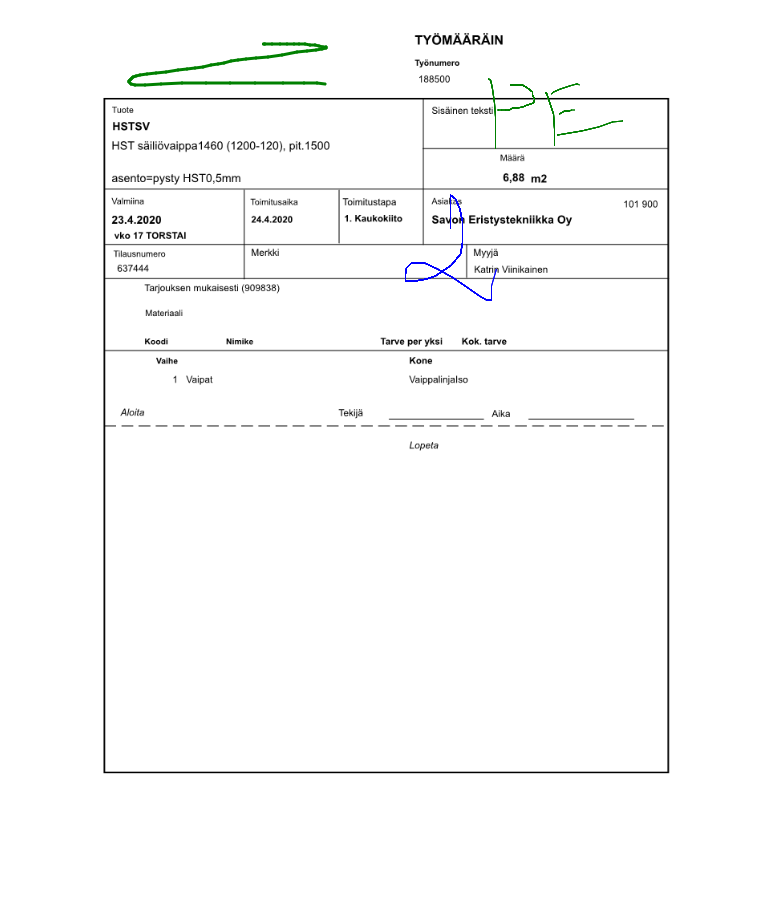 TYÖMÄÄRÄIN
Työnumero
188500
PE
Tuote
HSTSV
HST säiliövaippa1460 (1200-120), pit.1500
asento=pysty HST0,5mm
Sisäinen teksti
Määrä
6,88 m2
Valmiina
23.4.2020
vko 17 TORSTAI
Toimitusaika
24.4.2020
Toimitustapa
1. Kaukokiito
Asiakas
101 900
Savon Eristystekniikka Oy
2
Tilausnumero
637444
Merkki
Myyjä
Katrin Viinikainen
Tarjouksen mukaisesti (909838)
Materiaali
Koodi Nimike Tarve per yksi Kok. tarve
Vaihe Kone
1 Vaipat Vaippalinjalso
Aloita Tekijä Aika
Lopeta